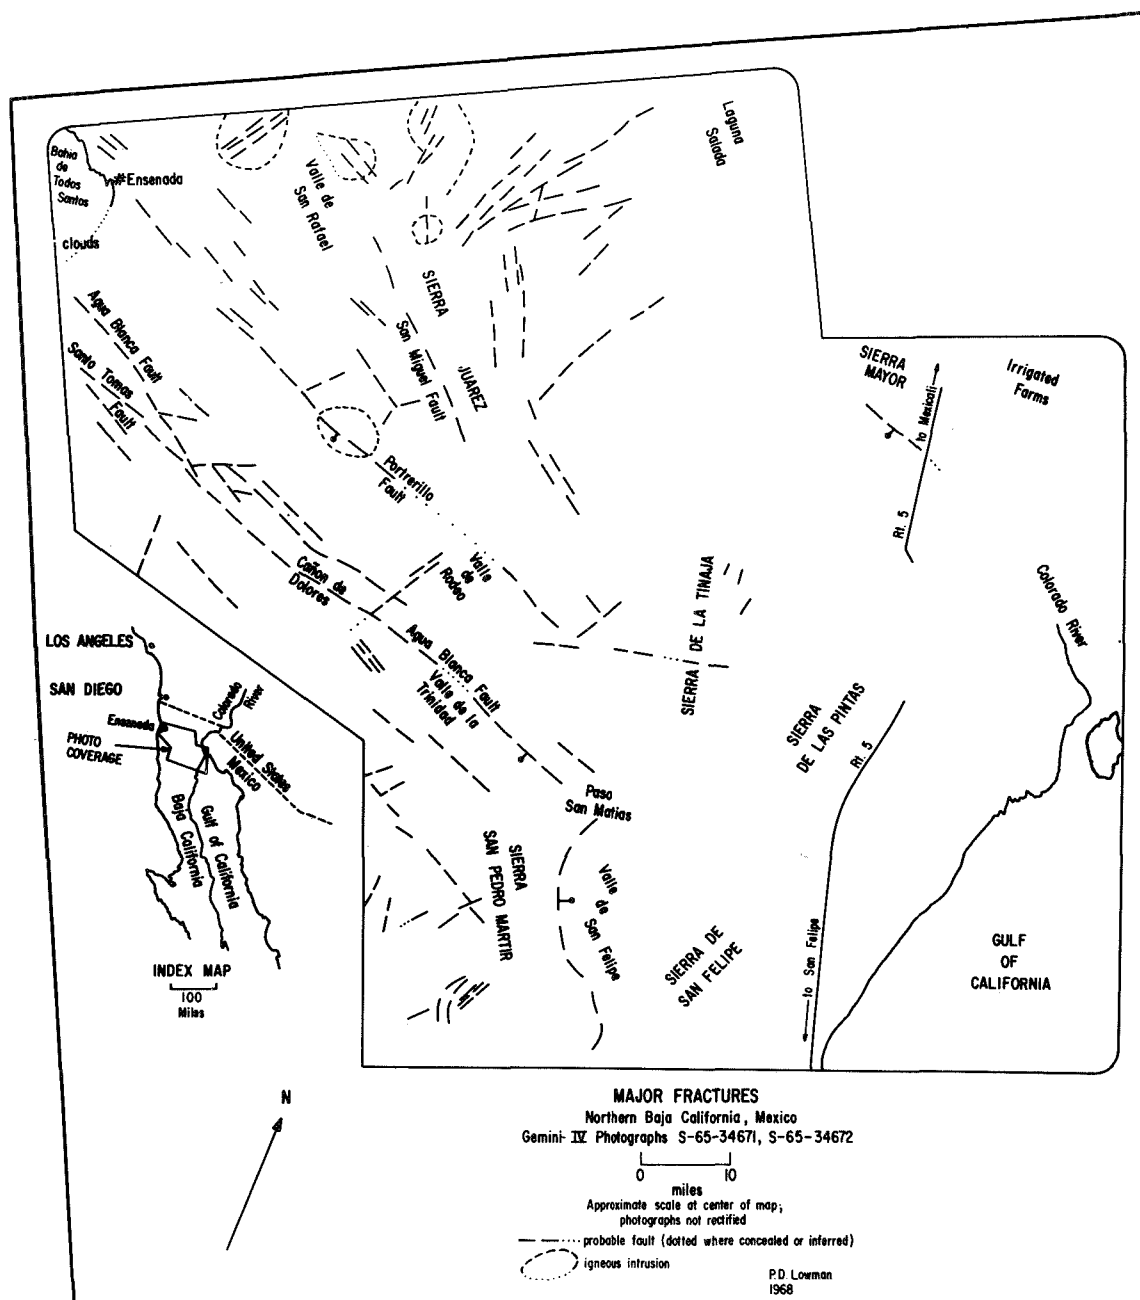 Laguna
Salada
Bahia
de
Todos
Santos
Ensenada
clouds
Valle de
San Rafael
SIERRA
JUAREZ
San Miguel Fault
Agua Blanca Fault
Santo Tomas
Fault
SIERRA
MAYOR
to Mexicali
Irrigated
Farms
Rt. 5
Portrerillo
Fault
Valle
de
Rodeo
Cañon de
Dolores
Agua Blanca Fault
Valle de la
Trinidad
SIERRA DE LA TINAJA
Colorado River
SIERRA
DE LAS PINTAS
Rt. 5
Paso
San Matias
SIERRA
SAN PEDRO MARTIR
Valle
de
San Felipe
SIERRA DE
SAN FELIPE
to San Felipe
GULF
OF
CALIFORNIA
LOS ANGELES
SAN DIEGO
Ensenada
PHOTO
COVERAGE
Colorado
River
United States
Mexico
Baja California
Gulf of California
INDEX MAP
100
Miles
N
MAJOR FRACTURES
Northern Baja California, Mexico
Gemini-IV Photographs S-65-34671, S-65-34672
0 10
miles
Approximate scale at center of map;
photographs not rectified
probable fault (dotted where concealed or inferred)
igneous intrusion
P.D. Lowman
1968